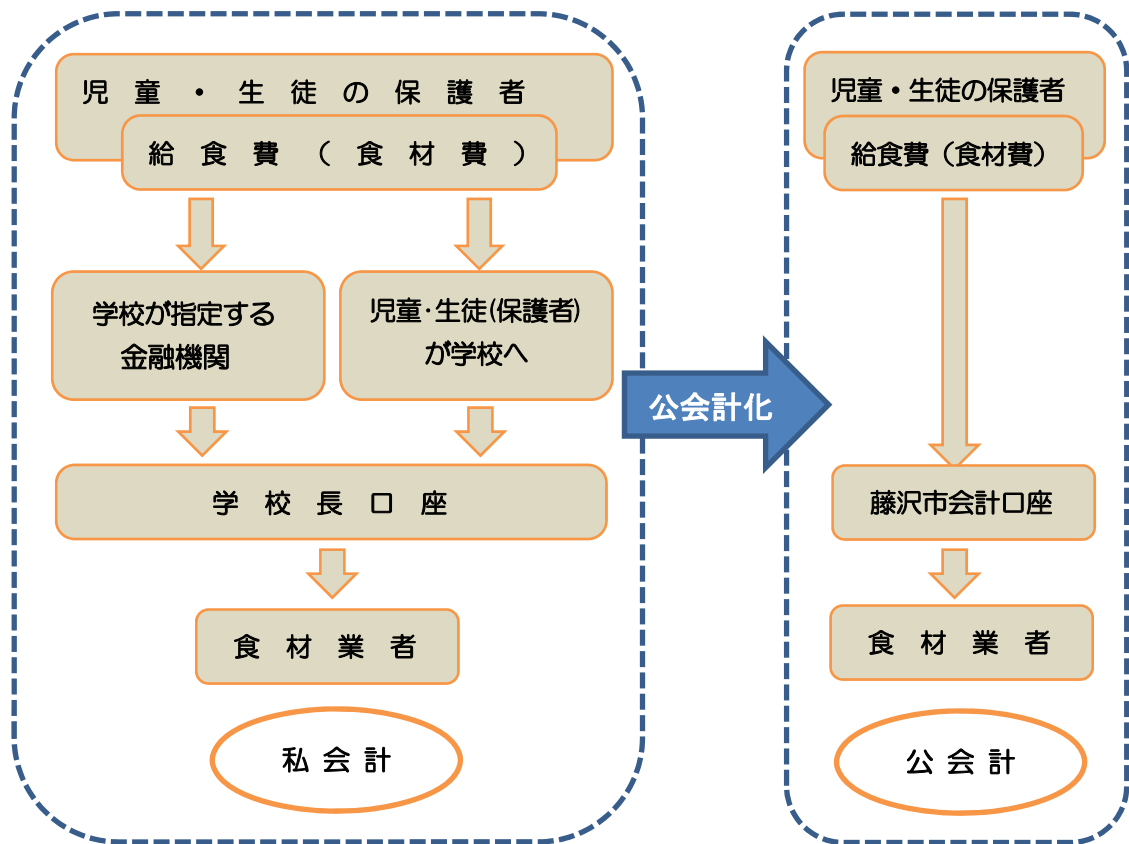 児童・生徒の保護者
給食費(食材費)
学校が指定する
金融機関
児童・生徒(保護者)
が学校へ
学校長口座
食材業者
私会計
公会計化
児童・生徒の保護者
給食費(食材費)
藤沢市会計口座
食材業者
公会計